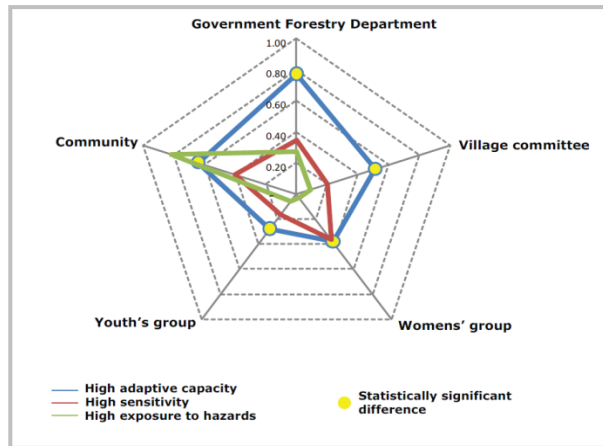 Government Forestry Department
1.00
0.80
0.60
0.40
0.20
Community
Village committee
Youth's group
Womens' group
High adaptive capacity
High sensitivity
High exposure to hazards
Statistically significant
difference